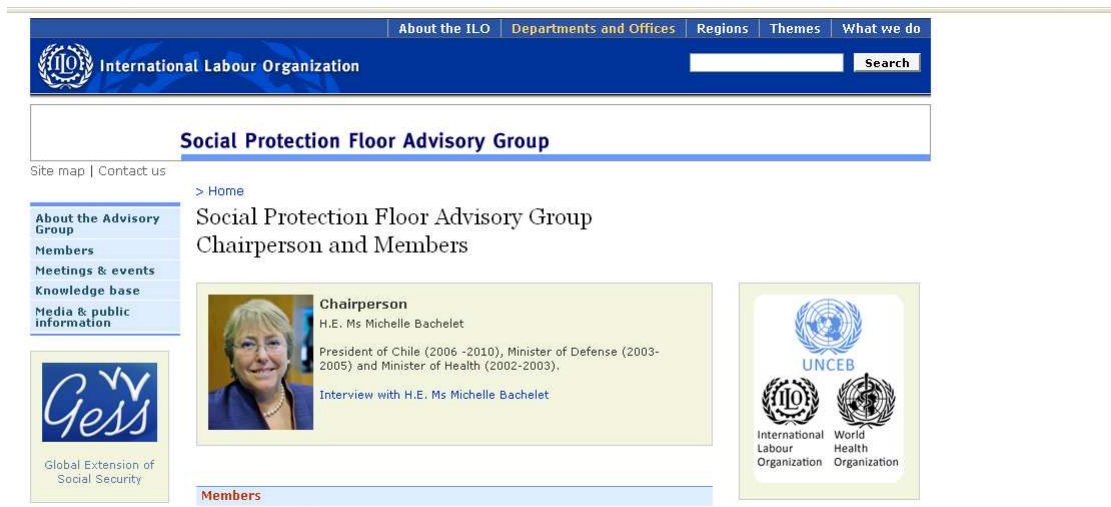 About the ILO | Departments and Offices | Regions | Themes | What we do
ILO
International Labour Organization
Search
Social Protection Floor Advisory Group
Site map | Contact us
> Home
Social Protection Floor Advisory Group
Chairperson and Members
About the Advisory
Group
Members
Meetings & events
Knowledge base
Media & public
information
Gess
Global Extension of
Social Security
Chairperson
H.E. Ms Michelle Bachelet
President of Chile (2006 -2010), Minister of Defense (2003-
2005) and Minister of Health (2002-2003).
Interview with H.E. Ms Michelle Bachelet
UNCEB
ILO
International
Labour
Organization
World
Health
Organization
Members